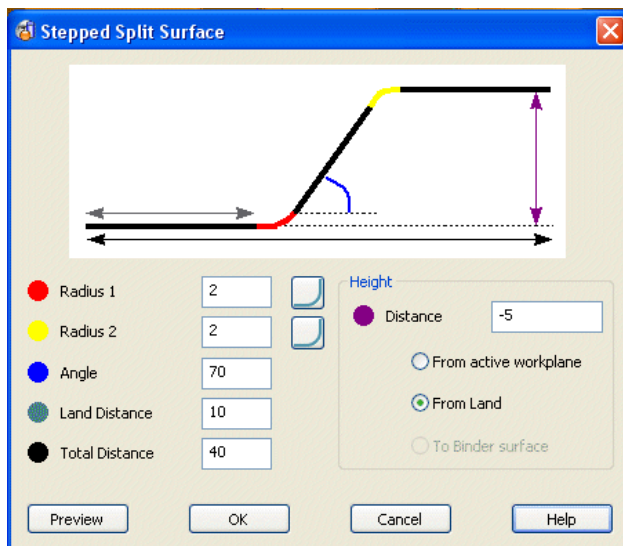 Stepped Split Surface
Radius 1 2
Radius 2 2
Angle 70
Land Distance 10
Total Distance 40
Height
Distance -5
From active workplane
From Land
To Binder surface
Preview OK Cancel Help